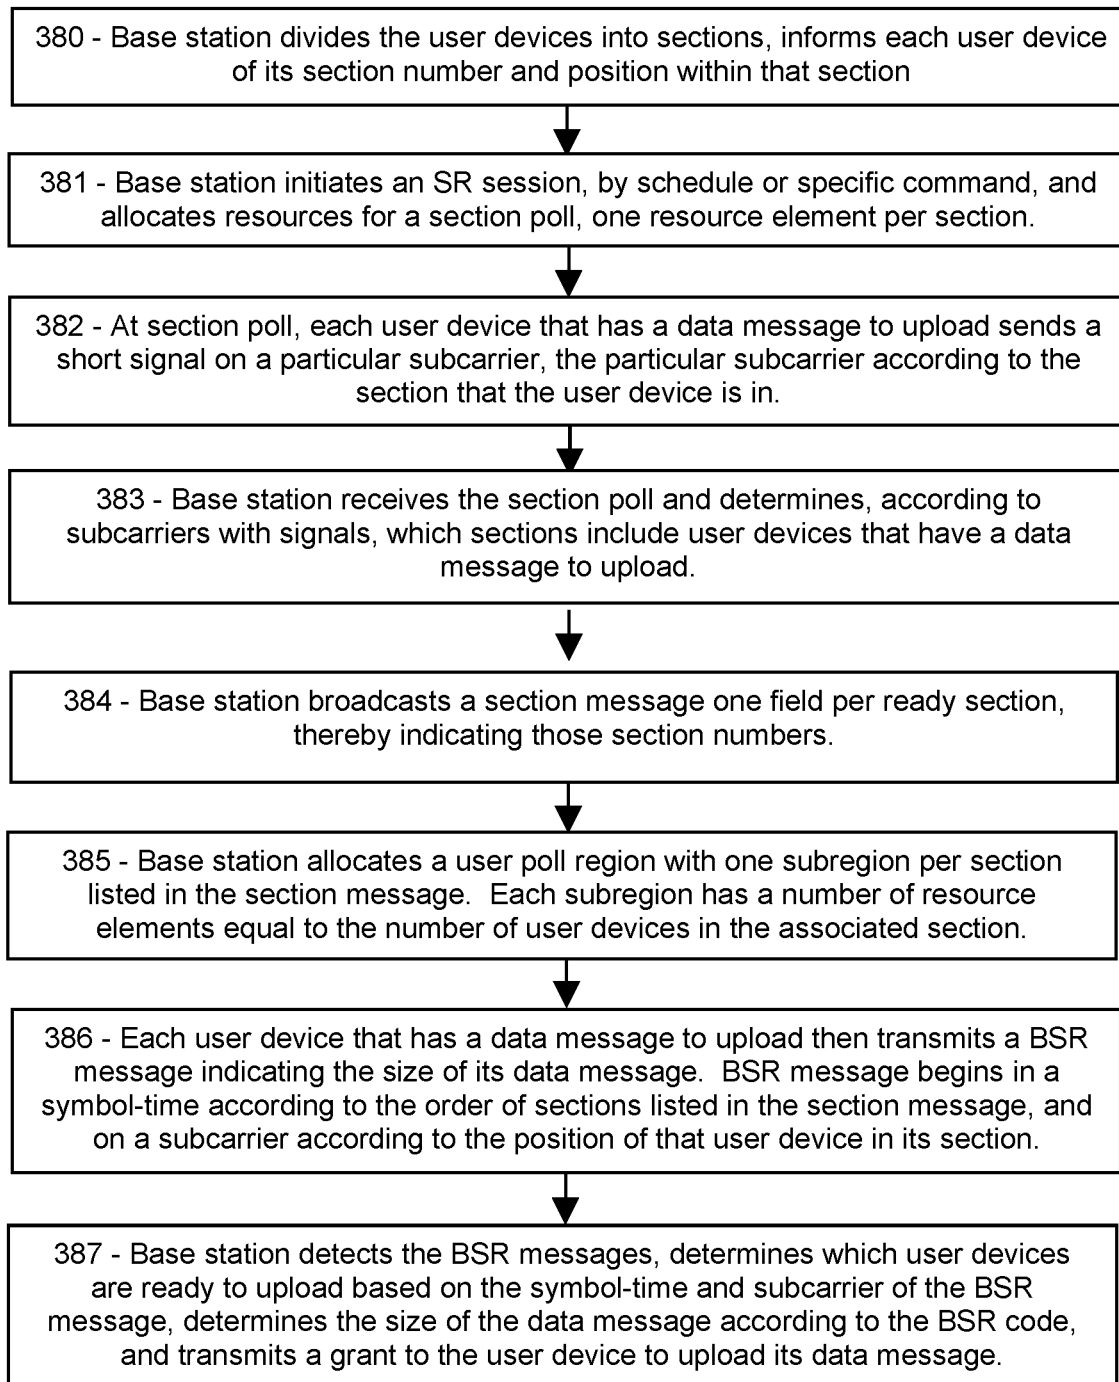 380 - Base station divides the user devices into sections, informs each user device
of its section number and position within that section
381 - Base station initiates an SR session, by schedule or specific command, and
allocates resources for a section poll, one resource element per section.
382 - At section poll, each user device that has a data message to upload sends a
short signal on a particular subcarrier, the particular subcarrier according to the
section that the user device is in.
383 - Base station receives the section poll and determines, according to
subcarriers with signals, which sections include user devices that have a data
message to upload.
384 - Base station broadcasts a section message one field per ready section,
thereby indicating those section numbers.
385 - Base station allocates a user poll region with one subregion per section
listed in the section message.  Each subregion has a number of resource
elements equal to the number of user devices in the associated section.
386 - Each user device that has a data message to upload then transmits a BSR
message indicating the size of its data message.  BSR message begins in a
symbol-time according to the order of sections listed in the section message, and
on a subcarrier according to the position of that user device in its section.
387 - Base station detects the BSR messages, determines which user devices
are ready to upload based on the symbol-time and subcarrier of the BSR
message, determines the size of the data message according to the BSR code,
and transmits a grant to the user device to upload its data message.